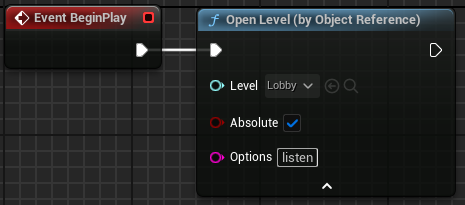 Event BeginPlay
Open Level (by Object Reference)
Level Lobby
Absolute
Options listen